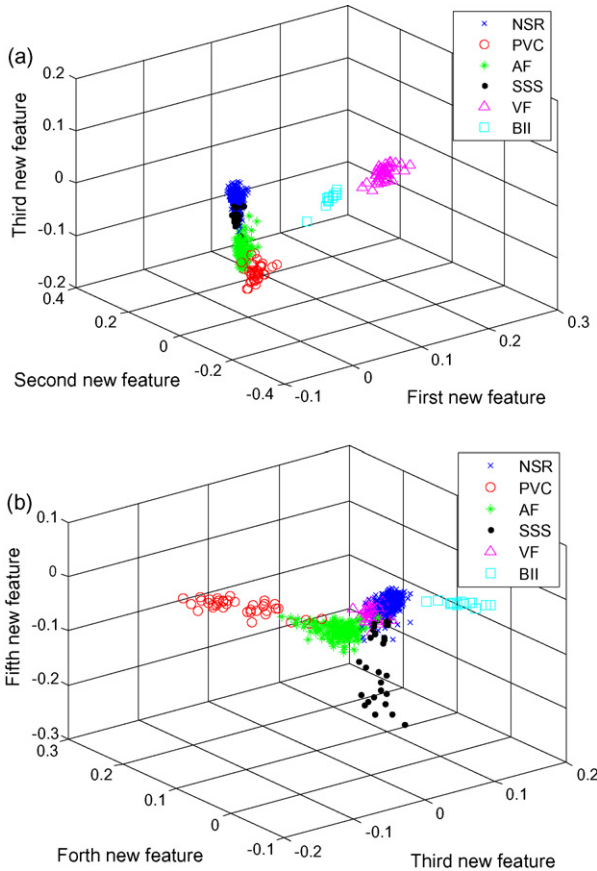 (a)
NSR
PVC
AF
SSS
VF
BII
Third new feature
0.2
0.1
0
-0.1
-0.2
0.4
0.2
0
-0.2
-0.4
Second new feature
-0.1
0
0.1
0.2
0.3
First new feature
(b)
NSR
PVC
AF
SSS
VF
BII
Fifth new feature
0.1
0
-0.1
-0.2
-0.3
0.3
0.2
0.1
0
-0.1
Forth new feature
-0.2
-0.1
0
0.1
0.2
Third new feature